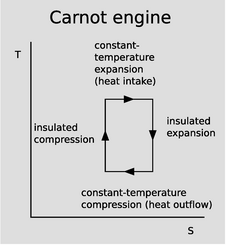 Carnot engine
T
constant-
temperature
expansion
(heat intake)
insulated
compression
insulated
expansion
constant-temperature
compression (heat outflow)
S